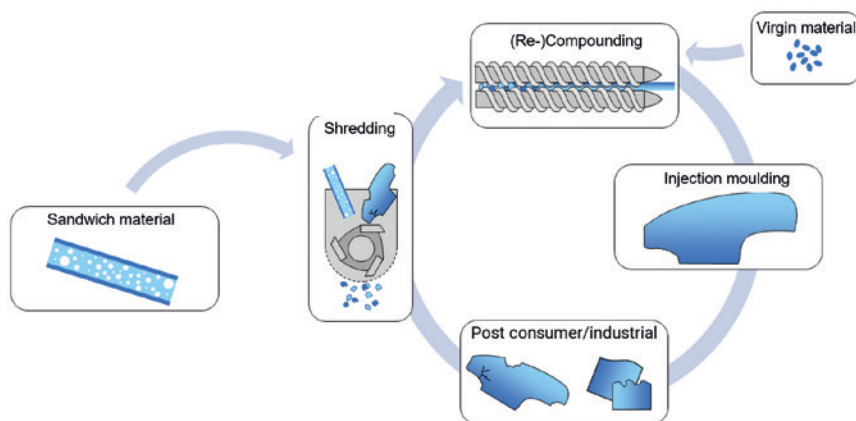 (Re-)Compounding
Virgin material
Shredding
Injection moulding
Sandwich material
Post consumer/industrial